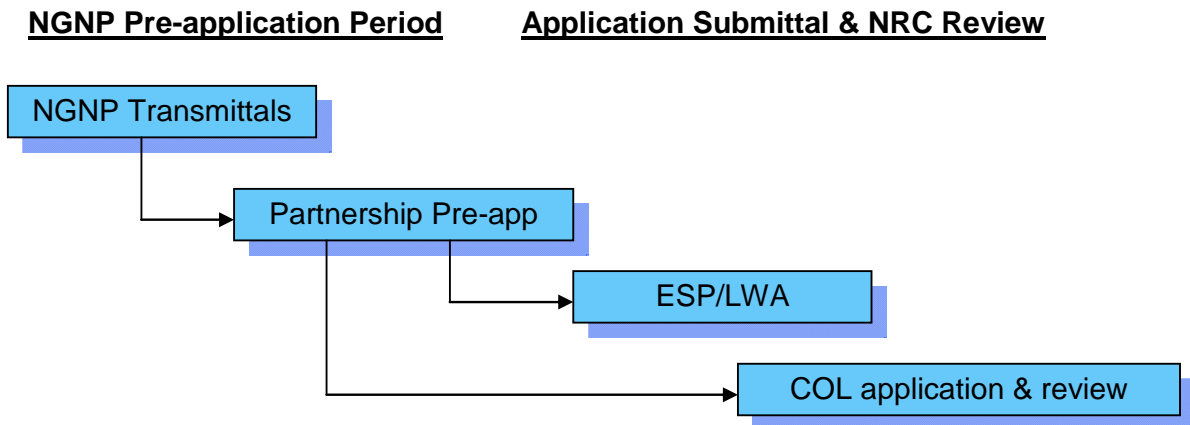 NGNP Pre-application Period
Application Submittal & NRC Review
NGNP Transmittals
Partnership Pre-app
ESP/LWA
COL application & review